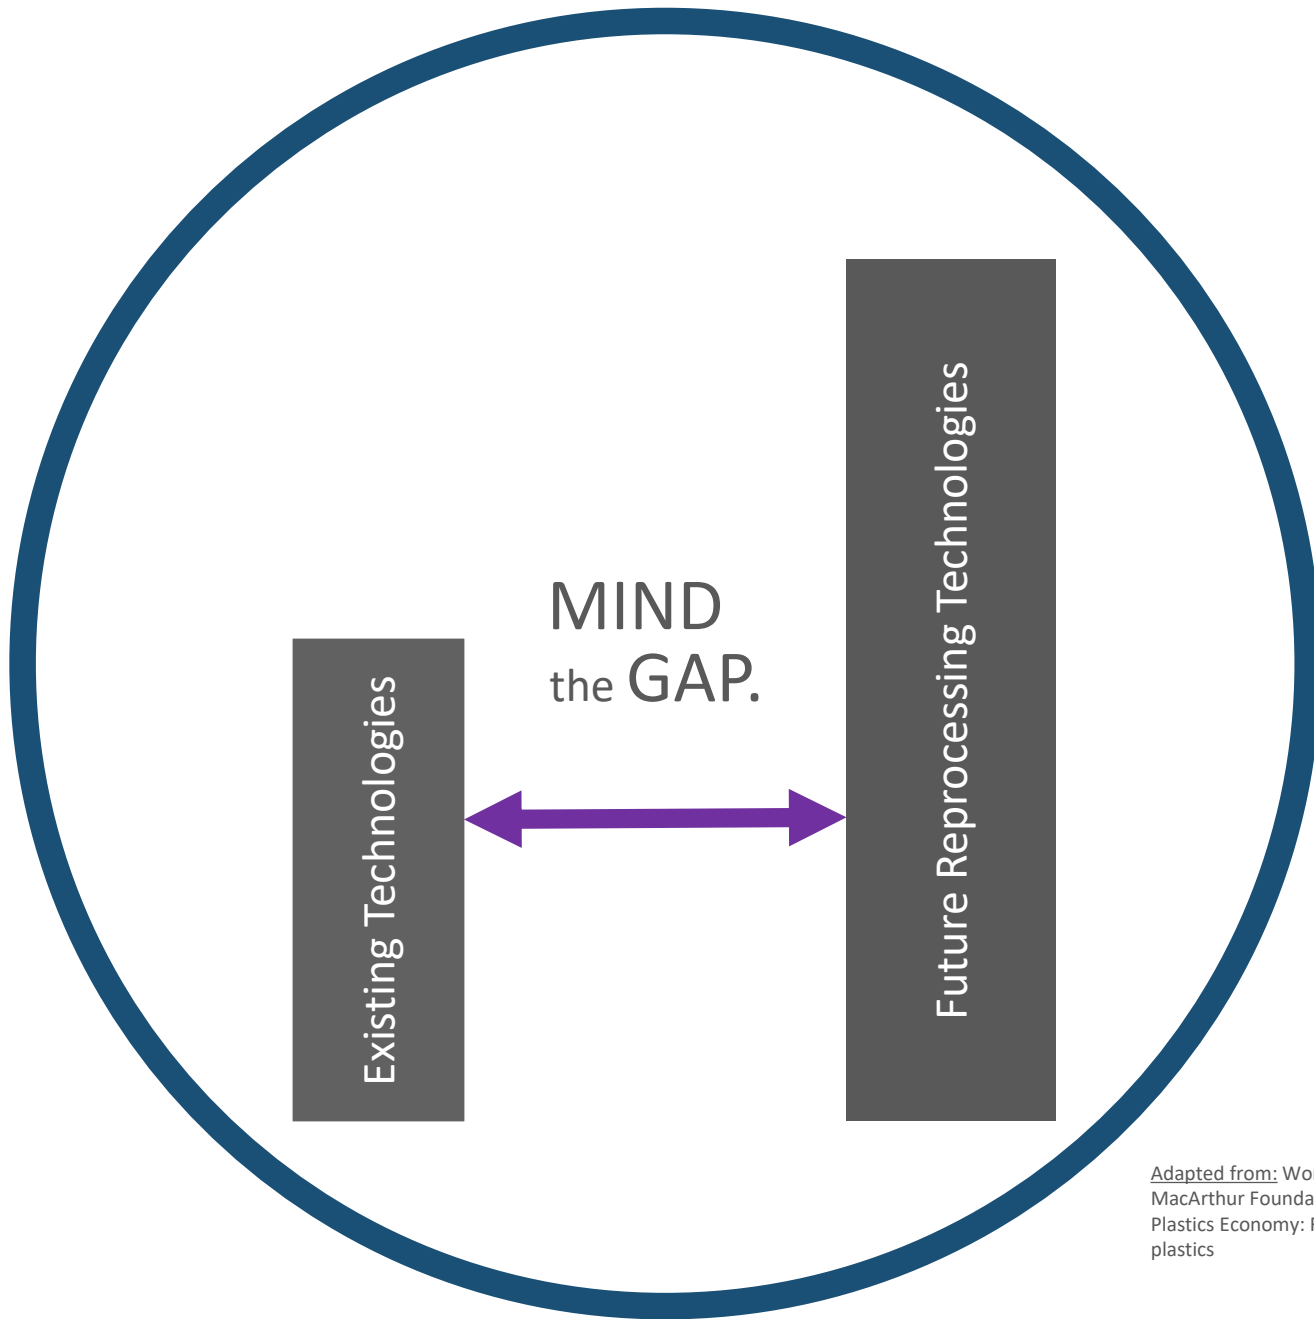 MIND
the GAP.
Existing Technologies
Future Reprocessing Technologies
Adapted from:
MacArthur
Plastics Economy:
plastics